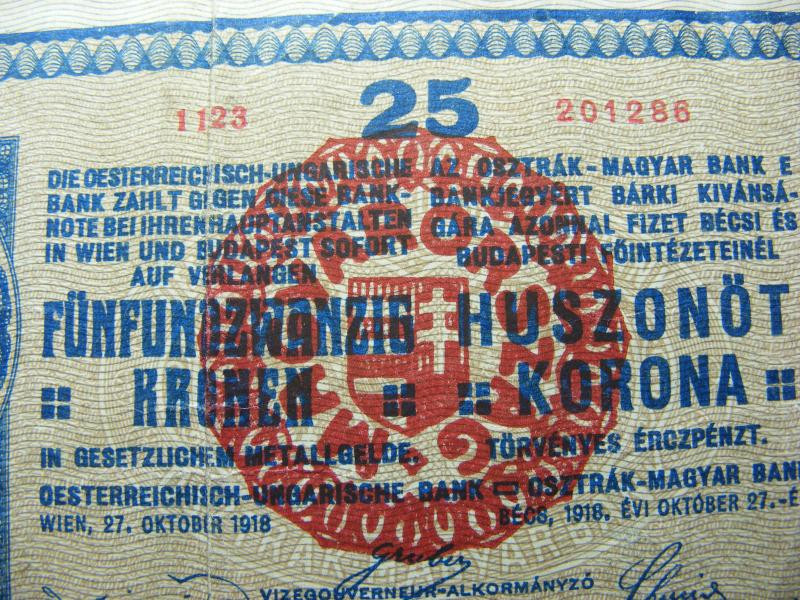 25
1123 201286
DIE OESTERREICHISCH-UNGARISCHE
BANK ZAHLT GEGEN DIESE BANK-
NOTE BEI IHREN HAUPTANSTALTEN
IN WIEN UND BUDAPEST SOFORT
AUF VERLANGEN
FÜNFUNDZWANZIG
KRONEN
IN GESETZLICHEM METALLGELDE.
OESTERREICHISCH-UNGARISCHE BANK
WIEN, 27. OKTOBER 1918
AZ OSZTRÁK-MAGYAR BANK E
BANKJEGYÉRT BÁRKI KIVÁNSÁ-
GÁRA AZONNAL FIZET BÉCSI ÉS
BUDAPESTI FŐINTÉZETEINÉL
HUSZONÖT
KORONA
TÖRVÉNYES ÉRCZPÉNZT.
OSZTRÁK-MAGYAR BAN
BÉCS, 1918. ÉVI OKTÓBER 27.-É
Gruber
VIZEGOUVERNEUR-ALKORMÁNYZÓ